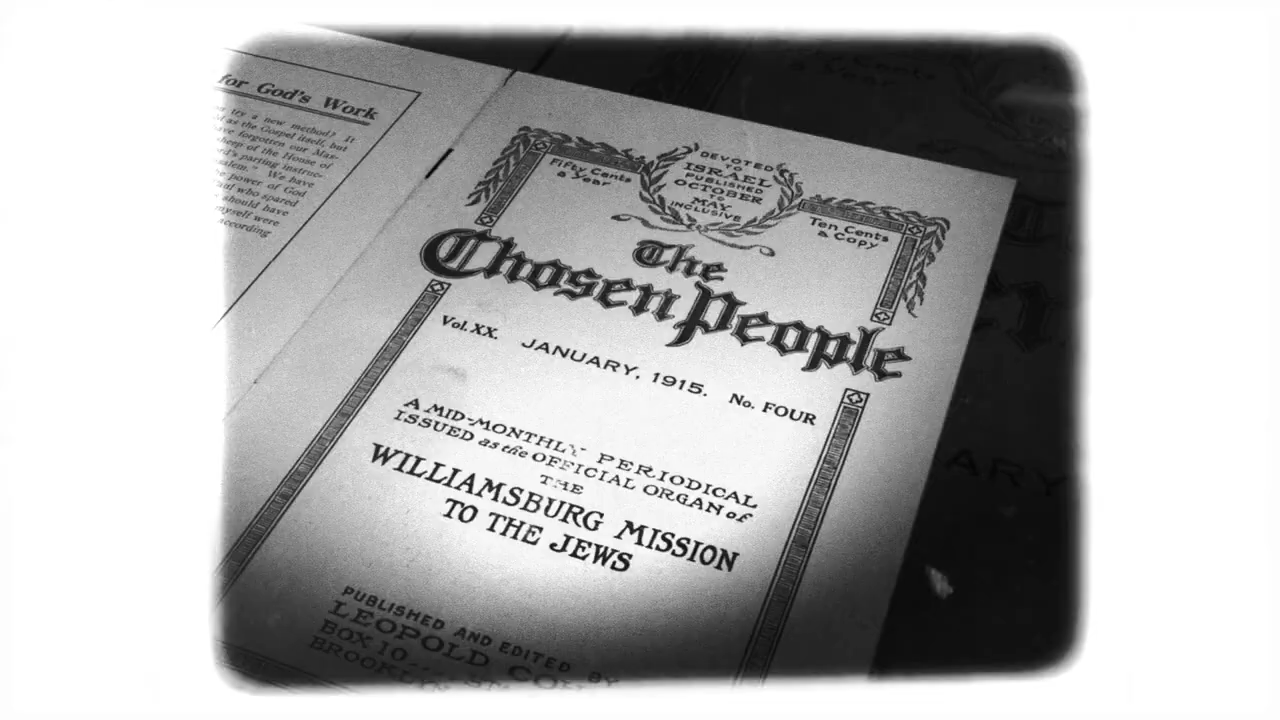 for God's Work
try a new method? It
as the Gospel itself, but
have forgotten our Mas-
sheep of the House of
parting instruc-
We have
power of God
who spared
should have
myself were
according
DEVOTED
TO
ISRAEL
PUBLISHED
OCTOBER
TO
MAY
INCLUSIVE
Fifty Cents
a Year
Ten Cents
a Copy
The
Chosen People
Vol. XX. JANUARY, 1915. No. FOUR
A MID-MONTHLY PERIODICAL
ISSUED as the OFFICIAL ORGAN of
THE
WILLIAMSBURG MISSION
TO THE JEWS
PUBLISHED AND EDITED BY
LEOPOLD
BOX 10
BROOKLYN